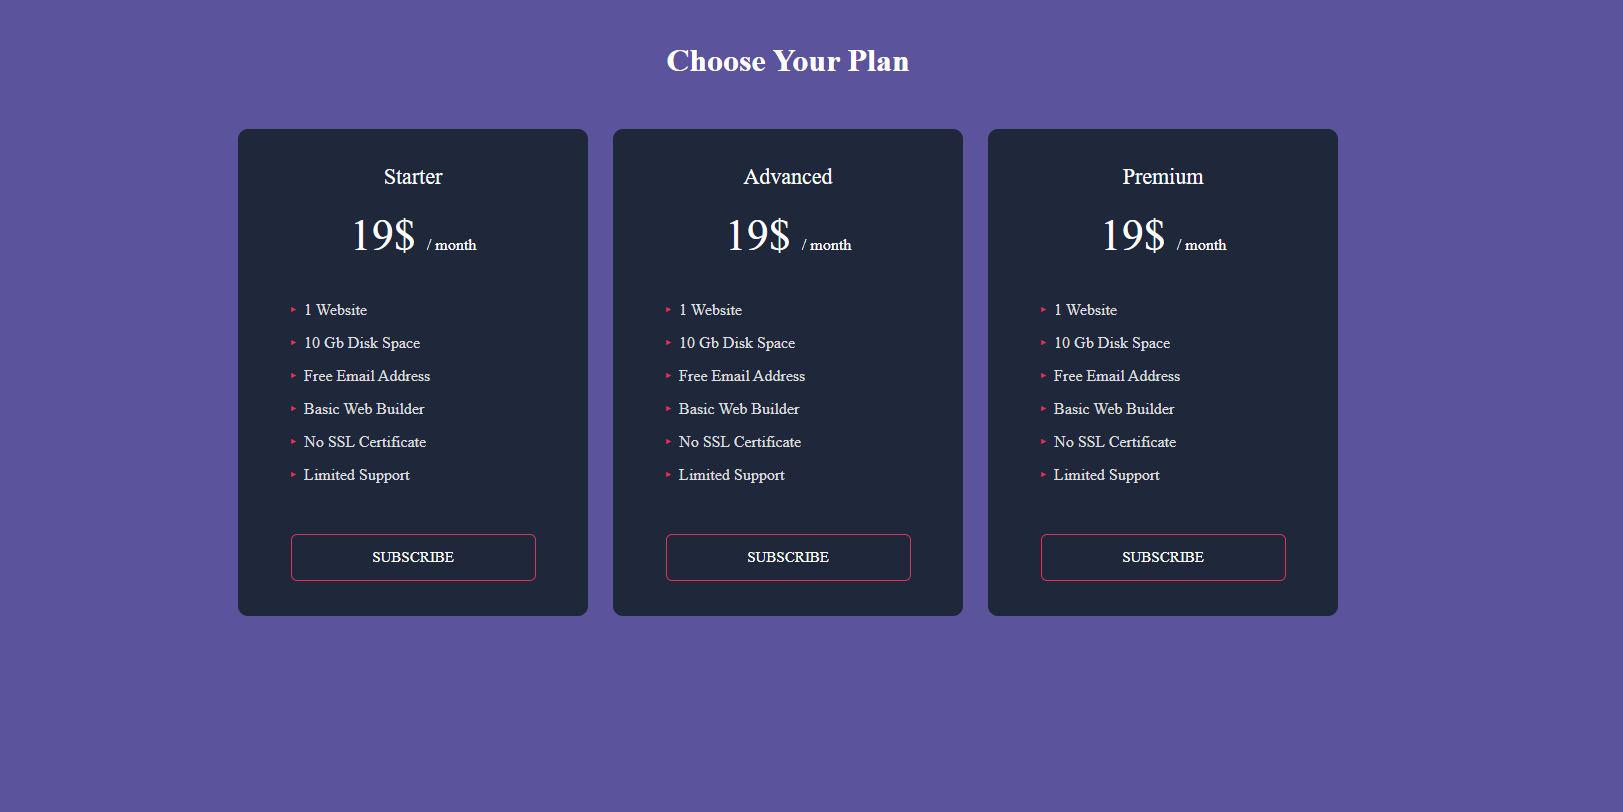 Choose Your Plan
Starter
19$ / month
1 Website
10 Gb Disk Space
Free Email Address
Basic Web Builder
No SSL Certificate
Limited Support
SUBSCRIBE
Advanced
19$ / month
1 Website
10 Gb Disk Space
Free Email Address
Basic Web Builder
No SSL Certificate
Limited Support
SUBSCRIBE
Premium
19$ / month
1 Website
10 Gb Disk Space
Free Email Address
Basic Web Builder
No SSL Certificate
Limited Support
SUBSCRIBE